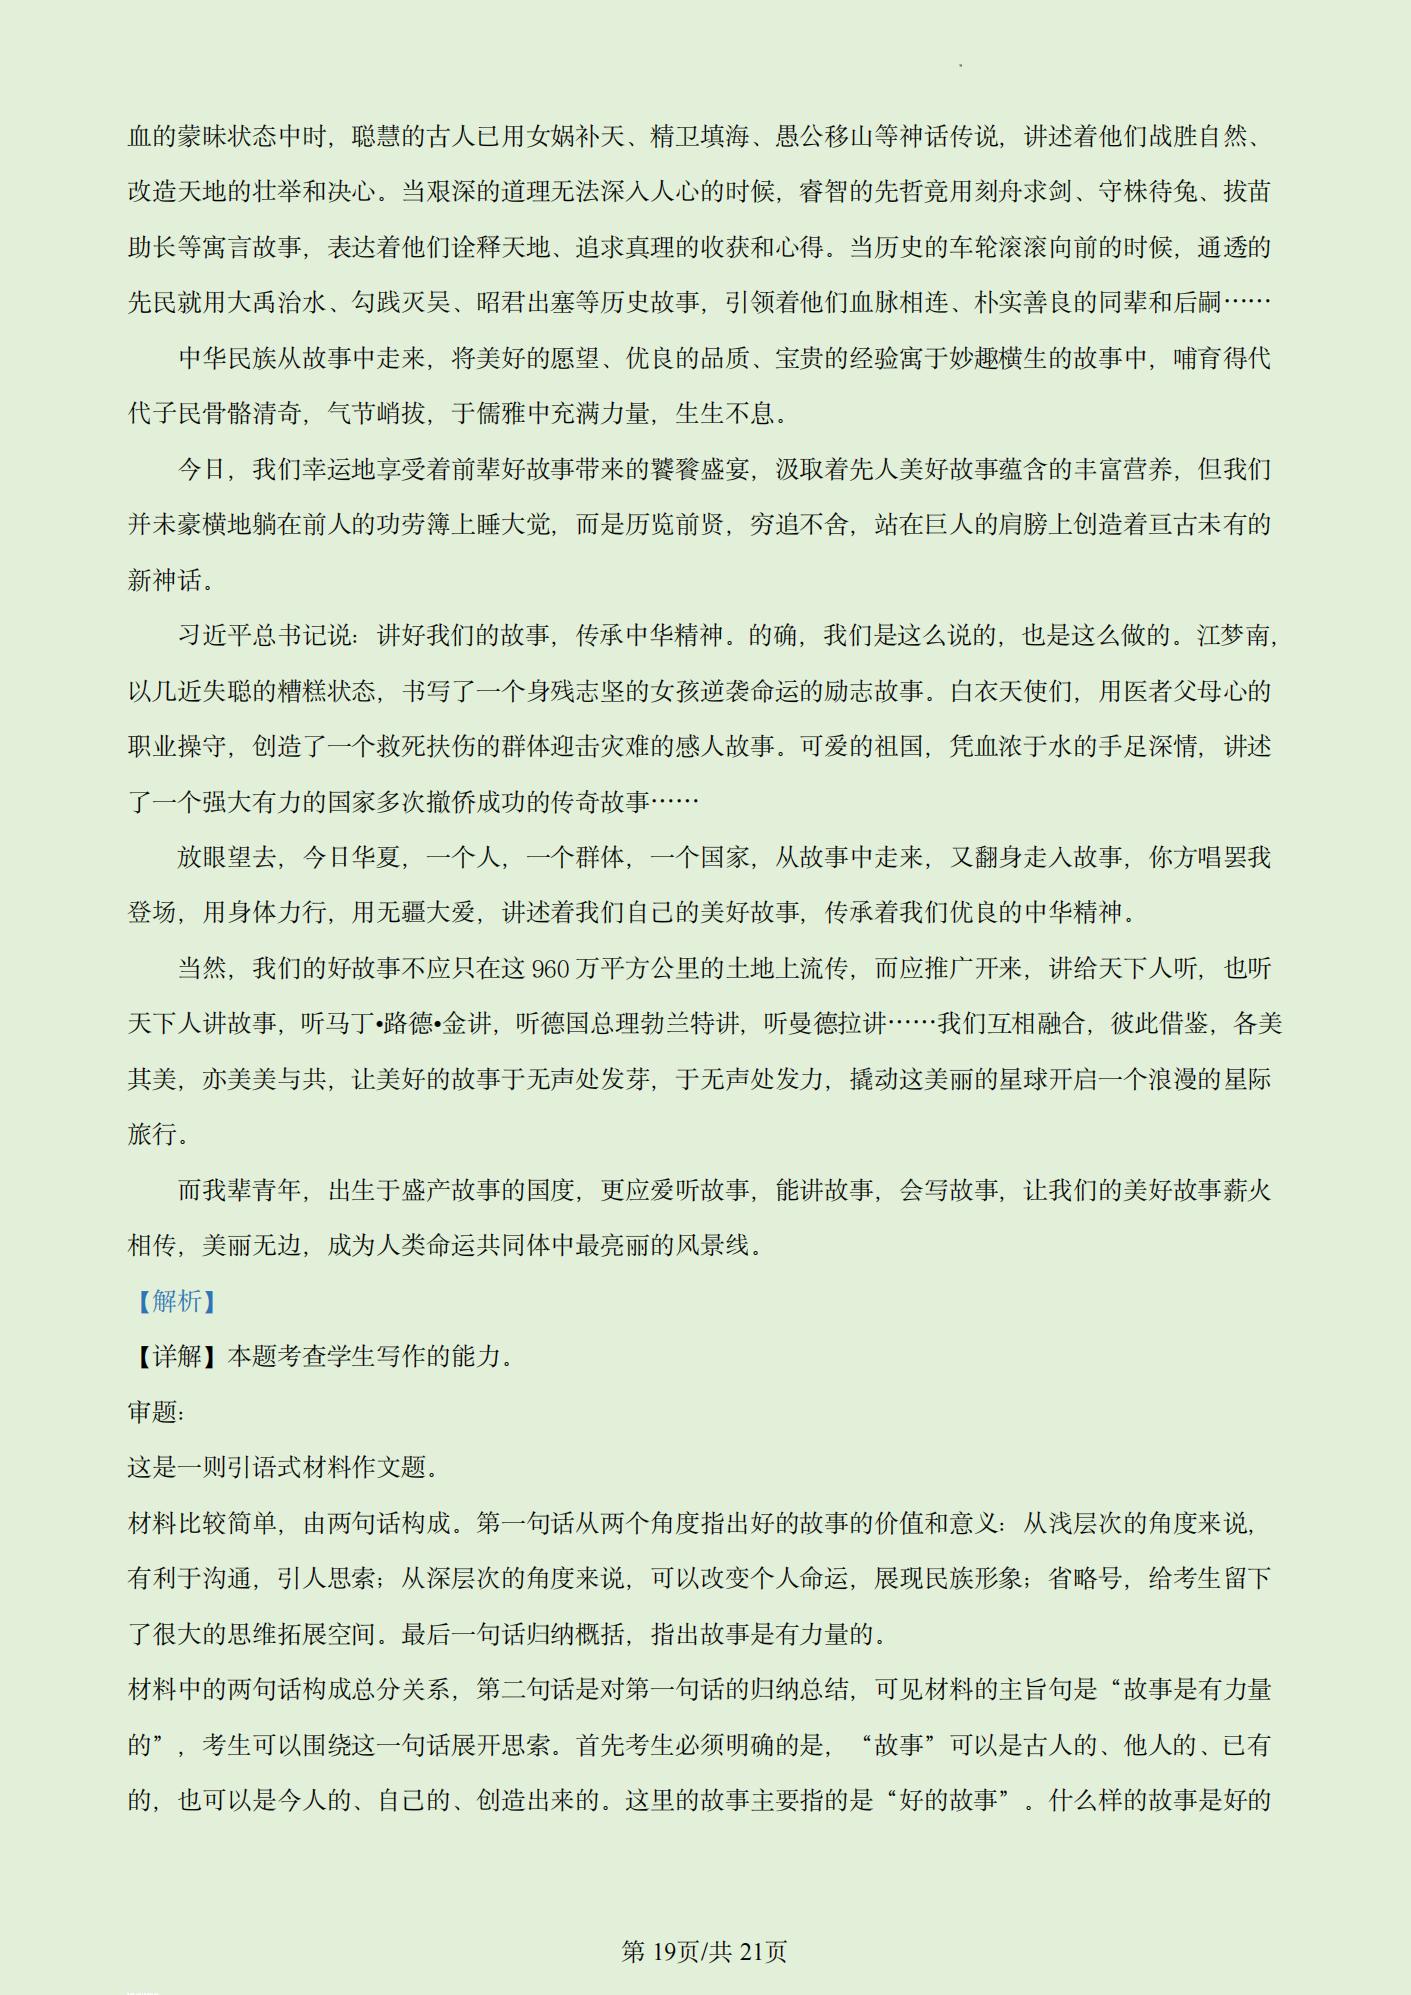 血的蒙昧状态中时，聪慧的古人已用女娲补天、精卫填海、愚公移山等神话传说，讲述着他们战胜自然、
改造天地的壮举和决心。当艰深的道理无法深入人心的时候，睿智的先哲竟用刻舟求剑、守株待兔、拔苗
助长等寓言故事，表达着他们诠释天地、追求真理的收获和心得。当历史的车轮滚滚向前的时候，通透的
先民就用大禹治水、勾践灭吴、昭君出塞等历史故事，引领着他们血脉相连、朴实善良的同辈和后嗣……
中华民族从故事中走来，将美好的愿望、优良的品质、宝贵的经验寓于妙趣横生的故事中，哺育得代
代子民骨骼清奇，气节峭拔，于儒雅中充满力量，生生不息。
今日，我们幸运地享受着前辈好故事带来的饕餮盛宴，汲取着先人美好故事蕴含的丰富营养，但我们
并未豪横地躺在前人的功劳簿上睡大觉，而是历览前贤，穷追不舍，站在巨人的肩膀上创造着亘古未有的
新神话。
习近平总书记说：讲好我们的故事，传承中华精神。的确，我们是这么说的，也是这么做的。江梦南，
以几近失聪的糟糕状态，书写了一个身残志坚的女孩逆袭命运的励志故事。白衣天使们，用医者父母心的
职业操守，创造了一个救死扶伤的群体迎击灾难的感人故事。可爱的祖国，凭血浓于水的手足深情，讲述
了一个强大有力的国家多次撤侨成功的传奇故事……
放眼望去，今日华夏，一个人，一个群体，一个国家，从故事中走来，又翻身走入故事，你方唱罢我
登场，用身体力行，用无疆大爱，讲述着我们自己的美好故事，传承着我们优良的中华精神。
当然，我们的好故事不应只在这 960 万平方公里的土地上流传，而应推广开来，讲给天下人听，也听
天下人讲故事，听马丁•路德•金讲，听德国总理勃兰特讲，听曼德拉讲……我们互相融合，彼此借鉴，各美
其美，亦美美与共，让美好的故事于无声处发芽，于无声处发力，撬动这美丽的星球开启一个浪漫的星际
旅行。
而我辈青年，出生于盛产故事的国度，更应爱听故事，能讲故事，会写故事，让我们的美好故事薪火
相传，美丽无边，成为人类命运共同体中最亮丽的风景线。
【解析】
【详解】本题考查学生写作的能力。
审题：
这是一则引语式材料作文题。
材料比较简单，由两句话构成。第一句话从两个角度指出好的故事的价值和意义：从浅层次的角度来说，
有利于沟通，引人思索；从深层次的角度来说，可以改变个人命运，展现民族形象；省略号，给考生留下
了很大的思维拓展空间。最后一句话归纳概括，指出故事是有力量的。
材料中的两句话构成总分关系，第二句话是对第一句话的归纳总结，可见材料的主旨句是“故事是有力量
的”，考生可以围绕这一句话展开思索。首先考生必须明确的是，“故事”可以是古人的、他人的、已有
的，也可以是今人的、自己的、创造出来的。这里的故事主要指的是“好的故事”。什么样的故事是好的
第 19页/共 21页